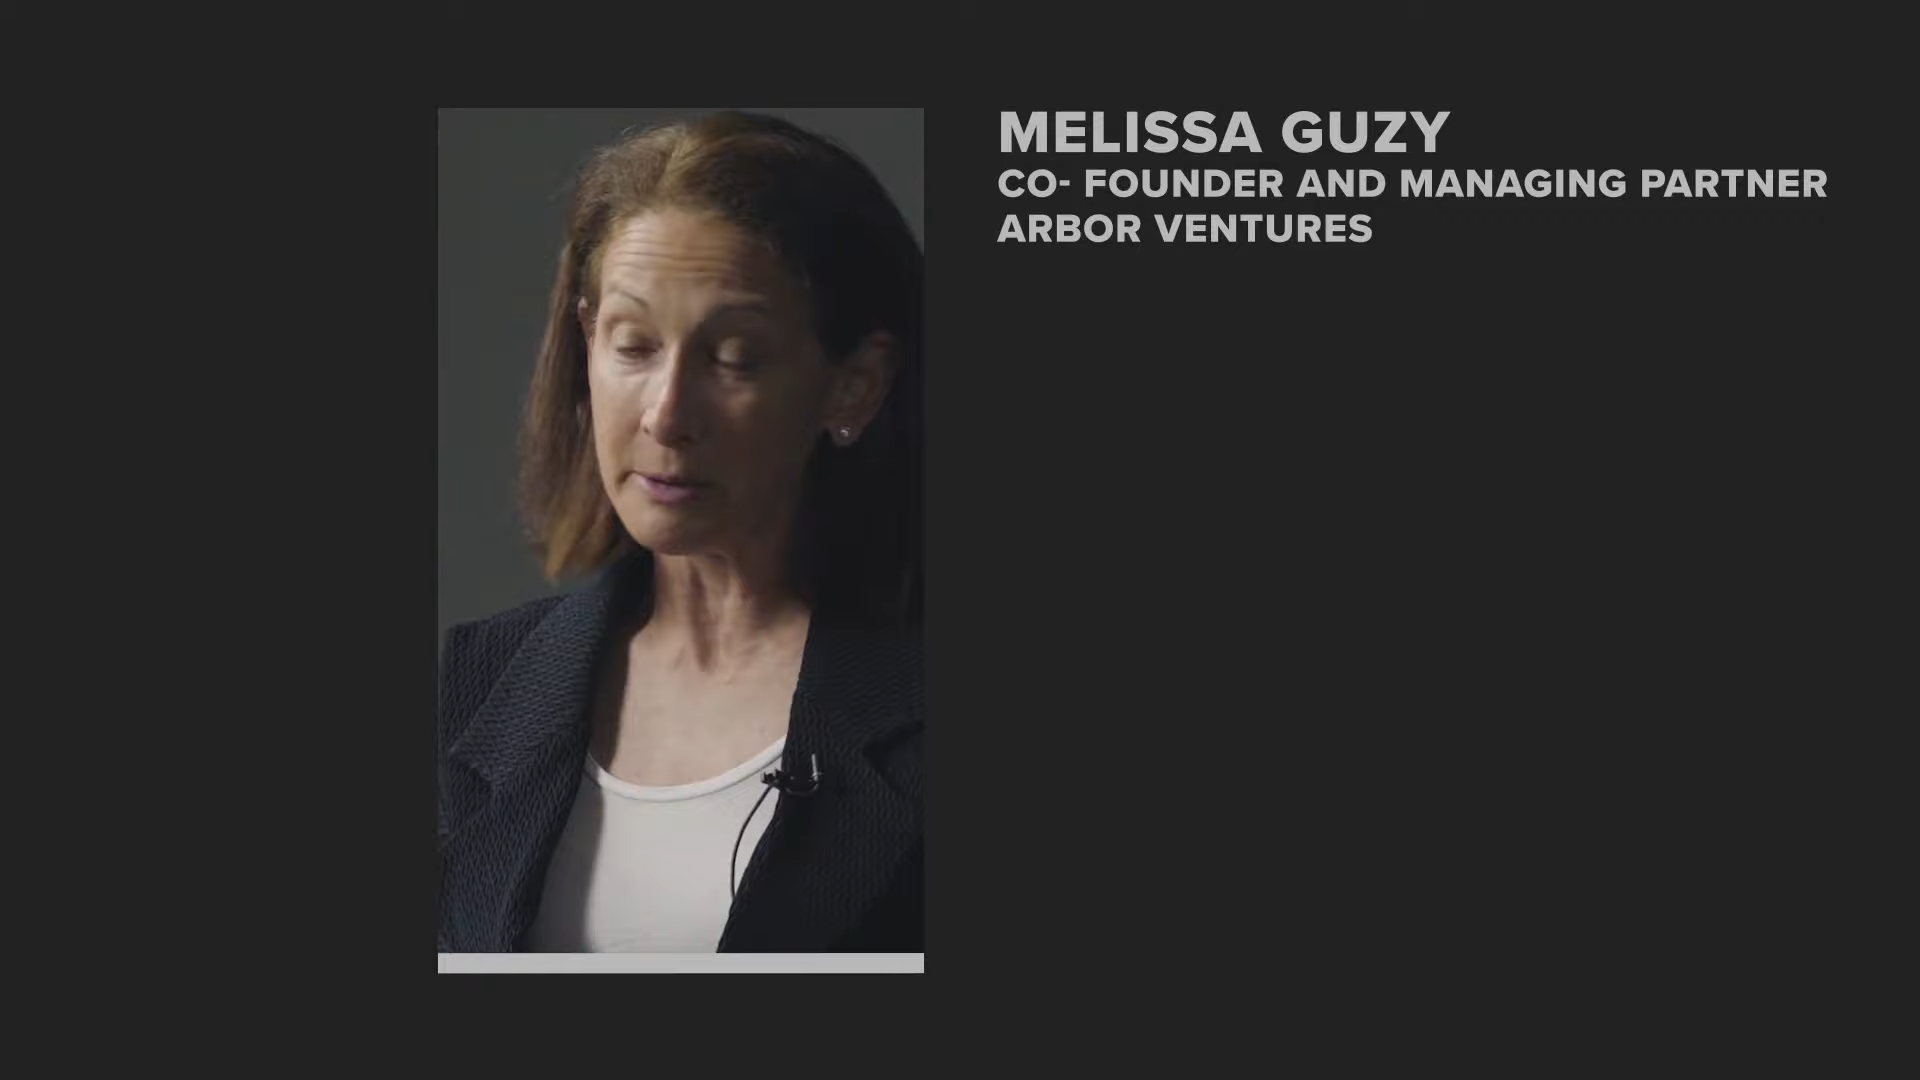 MELISSA GUZY
CO- FOUNDER AND MANAGING PARTNER
ARBOR VENTURES